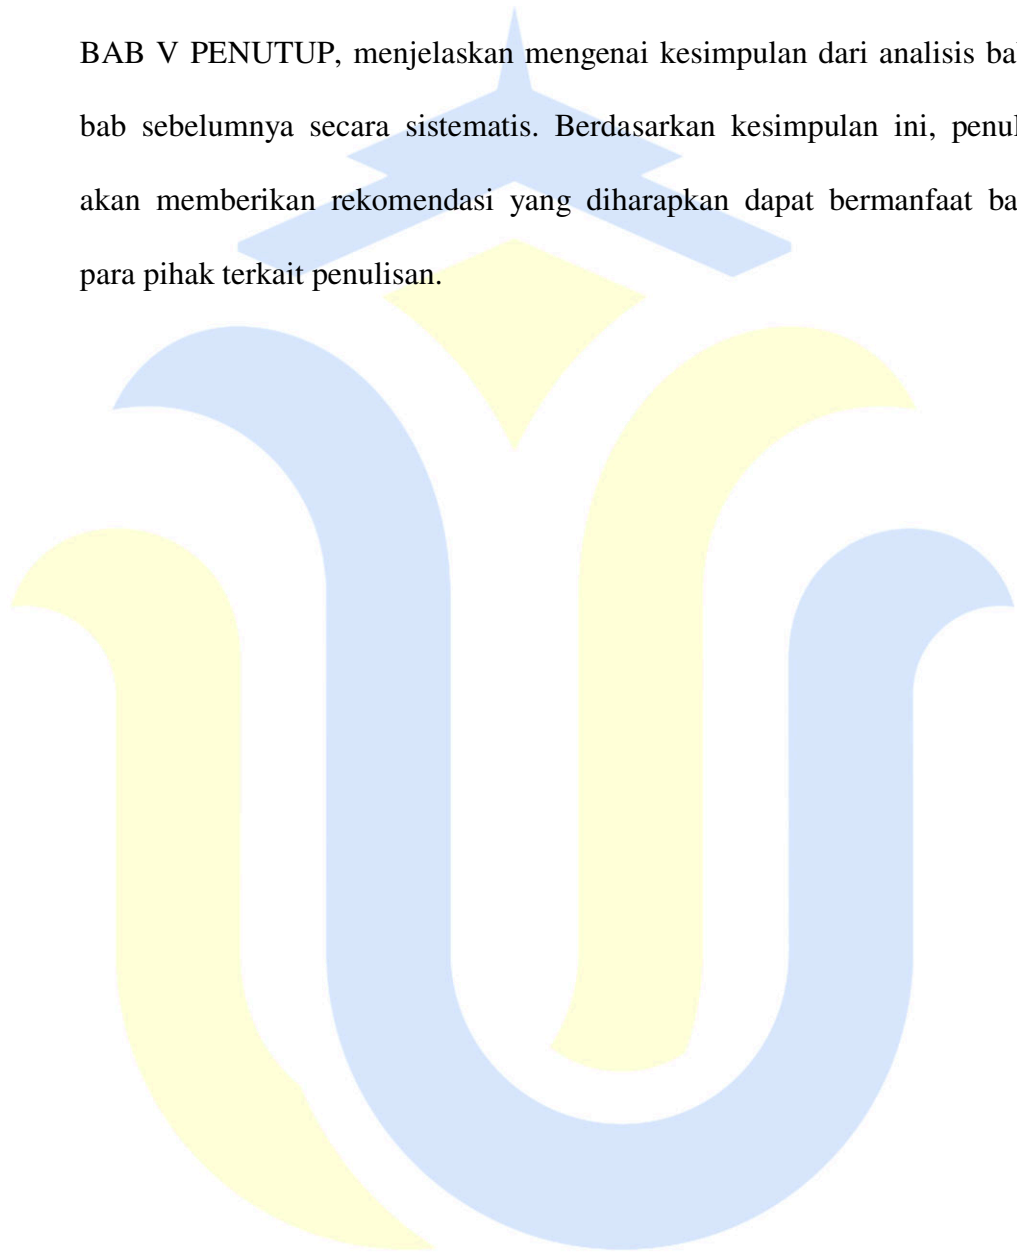 BAB V PENUTUP, menjelaskan mengenai kesimpulan dari analisis
bab sebelumnya secara sistematis. Berdasarkan kesimpulan ini,
akan memberikan rekomendasi yang diharapkan dapat bermanfaat
para pihak terkait penulisan.